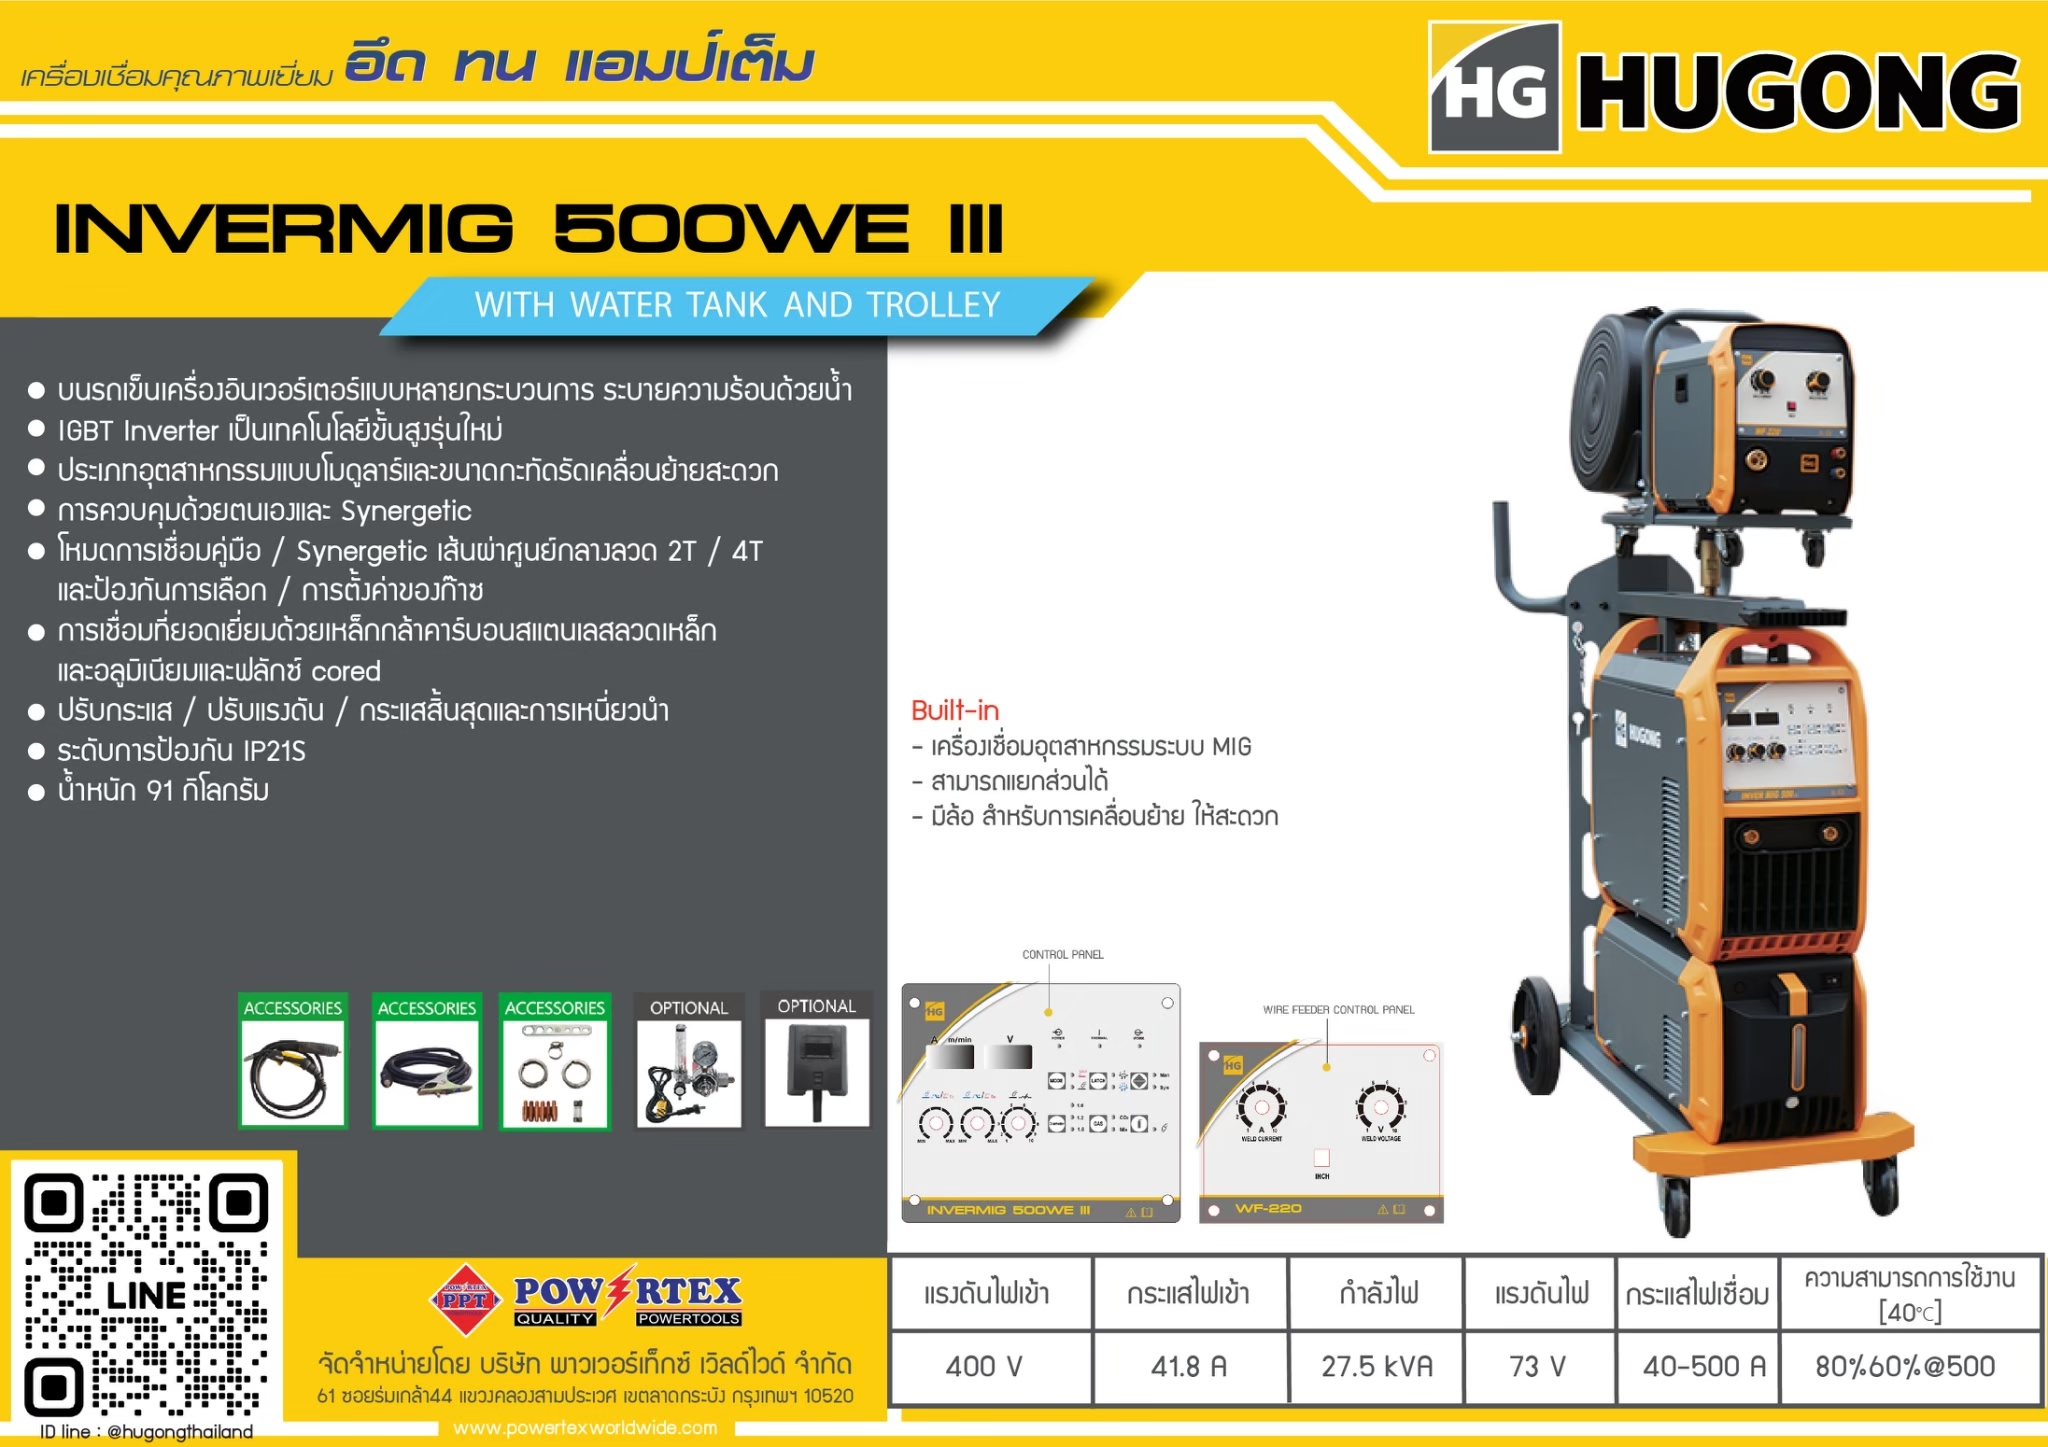 เครื่องเชื่อมคุณภาพเยี่ยม อึด ทน แอมป์เต็ม
HG HUGONG
INVERMIG 500WE III
WITH WATER TANK AND TROLLEY
บนรถเข็นเครื่องอินเวอร์เตอร์แบบหลายกระบวนการ ระบายความร้อนด้วยน้ำ
IGBT Inverter เป็นเทคโนโลยีขั้นสูงรุ่นใหม่
ประเภทอุตสาหกรรมแบบโมดูลาร์และขนาดกะทัดรัดเคลื่อนย้ายสะดวก
การควบคุมด้วยตนเองและ Synergetic
โหมดการเชื่อมคู่มือ / Synergetic เส้นผ่าศูนย์กลางลวด 2T / 4T
และป้องกันการเลือก / การตั้งค่าของก๊าซ
การเชื่อมที่ยอดเยี่ยมด้วยเหล็กกล้าคาร์บอนสแตนเลสลวดเหล็ก
และอลูมิเนียมและฟลักซ์ cored
ปรับกระแส / ปรับแรงดัน / กระแสสิ้นสุดและการเหนี่ยวนำ
ระดับการป้องกัน IP21S
น้ำหนัก 91 กิโลกรัม
Built-in
- เครื่องเชื่อมอุตสาหกรรมระบบ MIG
- สามารถแยกส่วนได้
- มีล้อ สำหรับการเคลื่อนย้าย ให้สะดวก
WF-220
HG HUGONG
INVER MIG 500
ACCESSORIES
ACCESSORIES
ACCESSORIES
OPTIONAL
OPTIONAL
CONTROL PANEL
HG
A m/min V
POWER
MODE LATCH Man
Syn
GAS CO₂
MIN MAX MIN MAX
INVERMIG 500WE III
WIRE FEEDER CONTROL PANEL
HG
A V
WELD CURRENT WELD VOLTAGE
INCH
WF-220
LINE
ID line : @hugongthailand
POWERTEX PPT
POWERTEX
QUALITY POWERTOOLS
จัดจำหน่ายโดย บริษัท พาวเวอร์เท็กซ์ เวิลด์ไวด์ จำกัด
61 ซอยร่มเกล้า44 แขวงคลองสามประเวศ เขตลาดกระบัง กรุงเทพฯ 10520
www.powertexworldwide.com
แรงดันไฟเข้า กระแสไฟเข้า กำลังไฟ แรงดันไฟ กระแสไฟเชื่อม ความสามารถการใช้งาน
[40°C]
400 V 41.8 A 27.5 kVA 73 V 40-500 A 80%60%@500